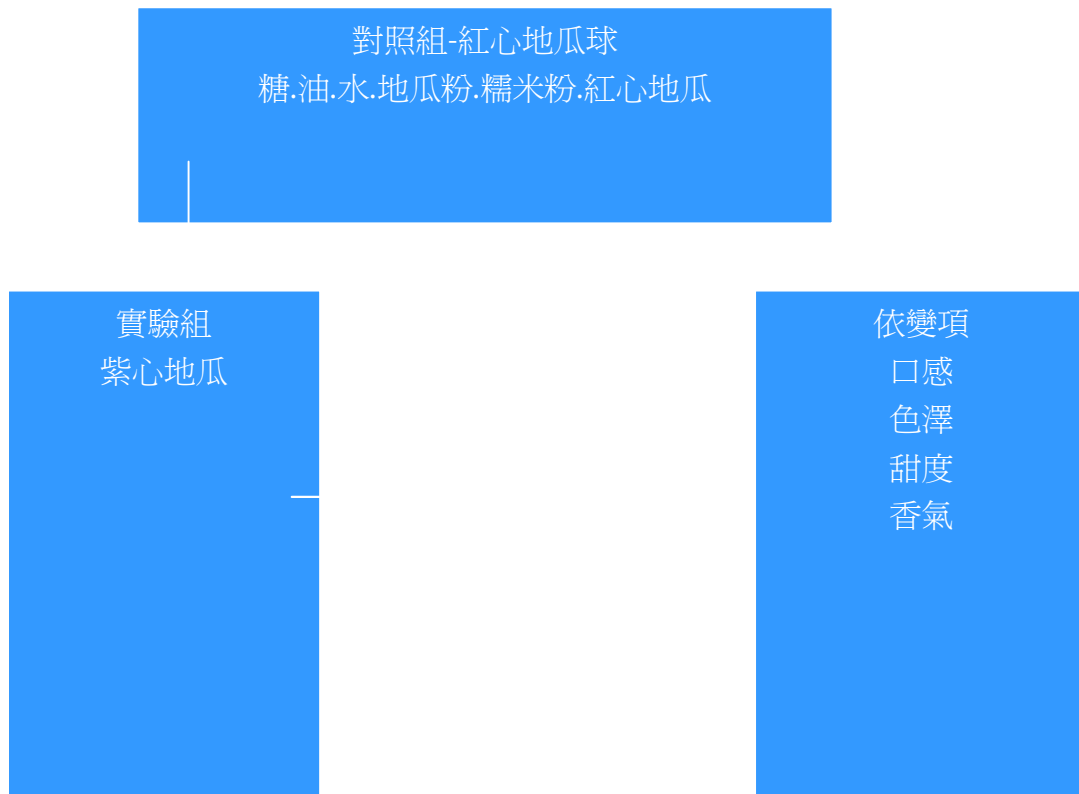 對照組-紅心地瓜球
糖.油.水.地瓜粉.糯米粉.紅心地瓜
實驗組
紫心地瓜
依變項
口感
色澤
甜度
香氣